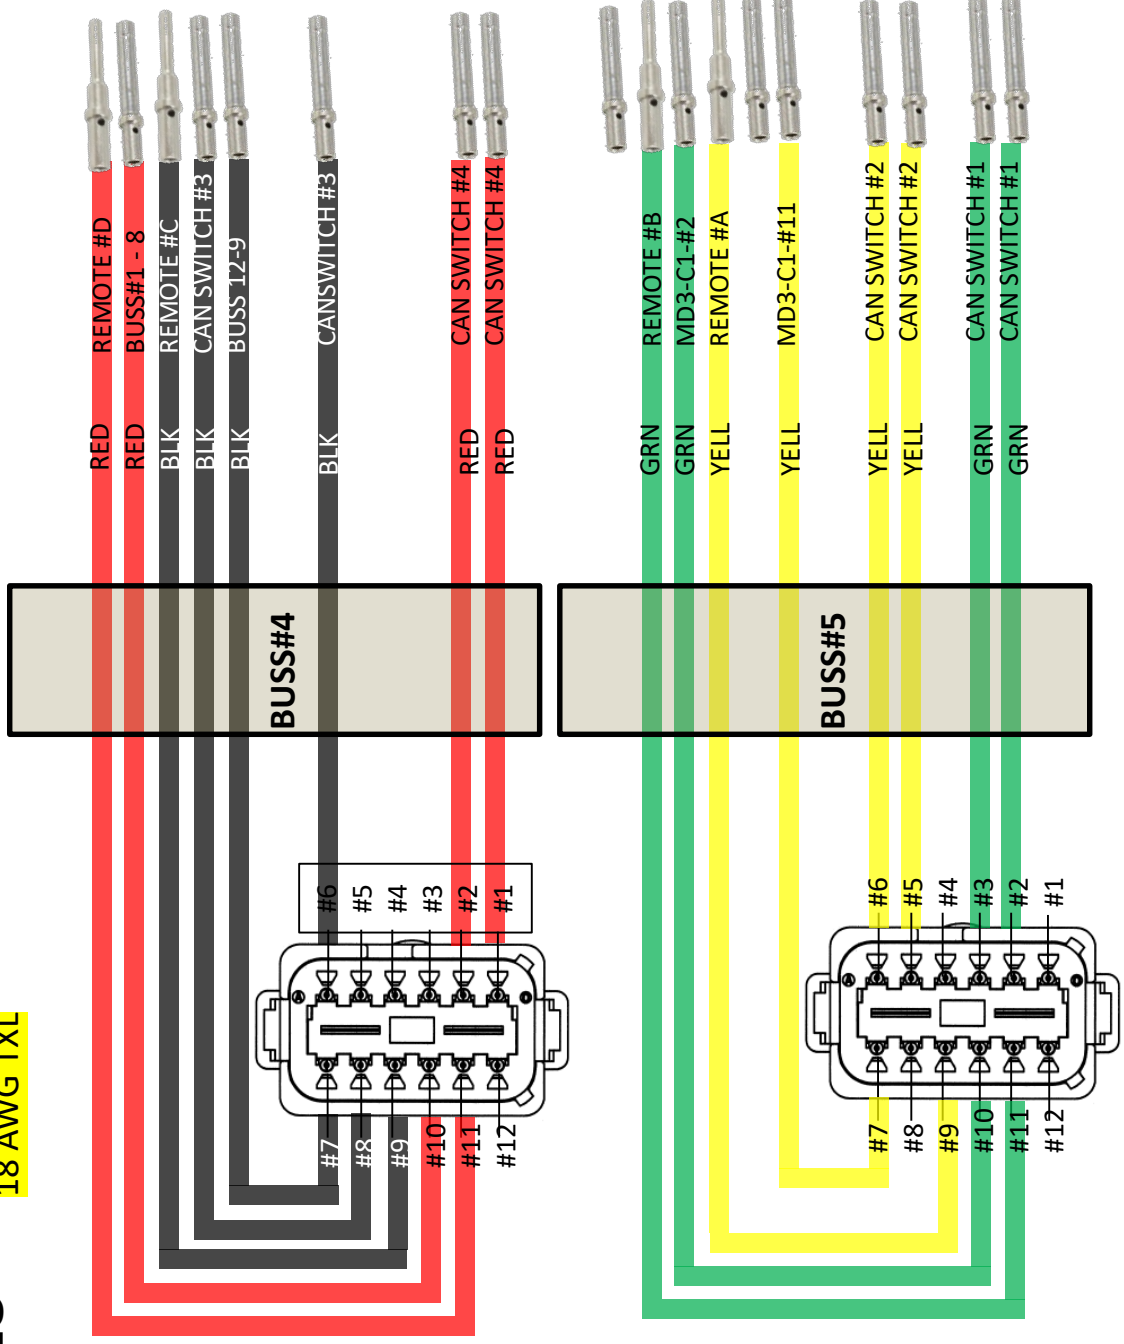 REMOTE #D
BUSS#1 - 8
REMOTE #C
CAN SWITCH #3
BUSS 12-9
CANSWITCH #3
CAN SWITCH #4
CAN SWITCH #4
REMOTE #B
MD3-C1-#2
REMOTE #A
MD3-C1-#11
CAN SWITCH #2
CAN SWITCH #2
CAN SWITCH #1
CAN SWITCH #1
RED
RED
BLK
BLK
BLK
BLK
RED
RED
GRN
GRN
YELL
YELL
YELL
YELL
GRN
GRN
BUSS#4
BUSS#5
#6
#5
#4
#3
#2
#1
#6
#5
#4
#3
#2
#1
#7
#8
#9
#10
#11
#12
#7
#8
#9
#10
#11
#12
18 AWG TXL